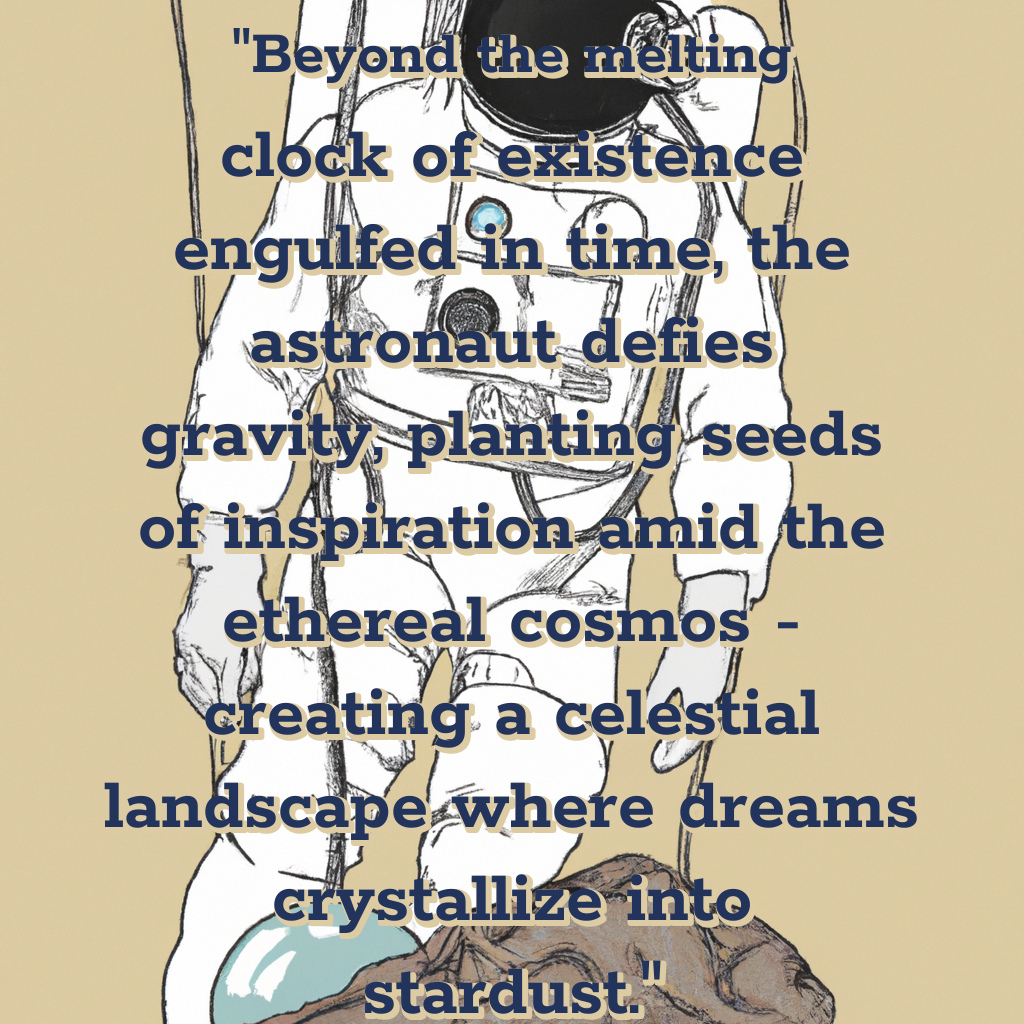 "Beyond the melting
clock of existence
engulfed in time, the
astronaut defies
gravity, planting seeds
of inspiration amid the
ethereal cosmos -
creating a celestial
landscape where dreams
crystallize into
stardust."